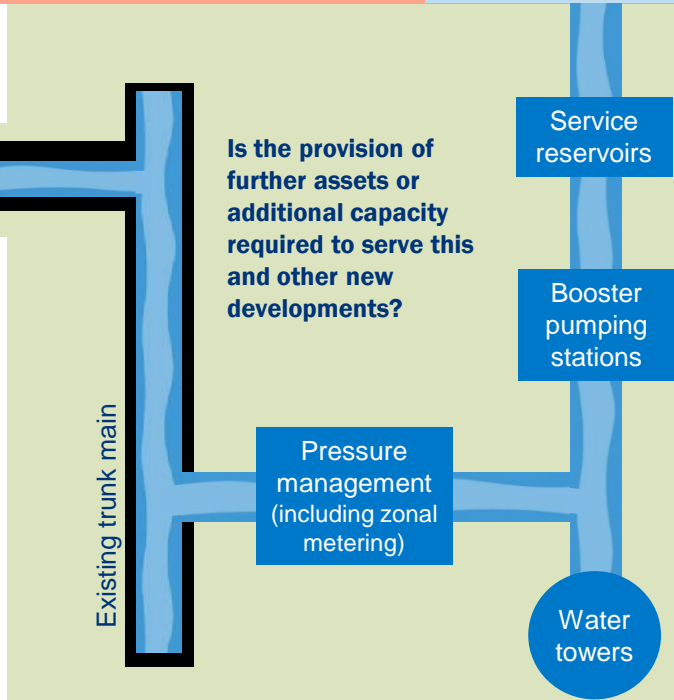 Is the provision of
further assets or
additional capacity
required to serve this
and other new
developments?
Service
reservoirs
Booster
pumping
stations
Existing trunk main
Pressure
management
(including zonal
metering)
Water
towers